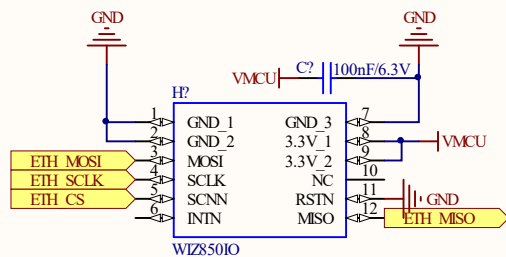 GND
GND
C?
100nF/6.3V
VMCU
H?
1 GND_1 GND_3 7
2 GND_2 3.3V_1 8 VMCU
ETH_MOSI 3 MOSI 3.3V_2 9
ETH_SCLK 4 SCLK NC 10
ETH_CS 5 SCNN RSTN 11 GND
6 INTN MISO 12 ETH_MISO
WIZ850IO